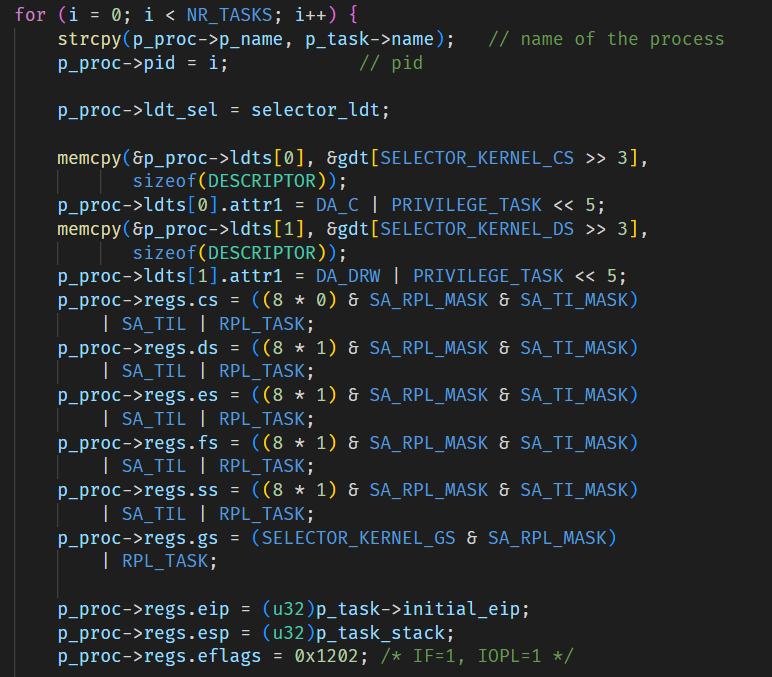 for (i = 0; i < NR_TASKS; i++) {
strcpy(p_proc->p_name, p_task->name); // name of the process
p_proc->pid = i; // pid
p_proc->ldt_sel = selector_ldt;
memcpy(&p_proc->ldts[0], &gdt[SELECTOR_KERNEL_CS >> 3],
sizeof(DESCRIPTOR));
p_proc->ldts[0].attr1 = DA_C | PRIVILEGE_TASK << 5;
memcpy(&p_proc->ldts[1], &gdt[SELECTOR_KERNEL_DS >> 3],
sizeof(DESCRIPTOR));
p_proc->ldts[1].attr1 = DA_DRW | PRIVILEGE_TASK << 5;
p_proc->regs.cs = ((8 * 0) & SA_RPL_MASK & SA_TI_MASK)
| SA_TIL | RPL_TASK;
p_proc->regs.ds = ((8 * 1) & SA_RPL_MASK & SA_TI_MASK)
| SA_TIL | RPL_TASK;
p_proc->regs.es = ((8 * 1) & SA_RPL_MASK & SA_TI_MASK)
| SA_TIL | RPL_TASK;
p_proc->regs.fs = ((8 * 1) & SA_RPL_MASK & SA_TI_MASK)
| SA_TIL | RPL_TASK;
p_proc->regs.ss = ((8 * 1) & SA_RPL_MASK & SA_TI_MASK)
| SA_TIL | RPL_TASK;
p_proc->regs.gs = (SELECTOR_KERNEL_GS & SA_RPL_MASK)
| RPL_TASK;
p_proc->regs.eip = (u32)p_task->initial_eip;
p_proc->regs.esp = (u32)p_task_stack;
p_proc->regs.eflags = 0x1202; /* IF=1, IOPL=1 */